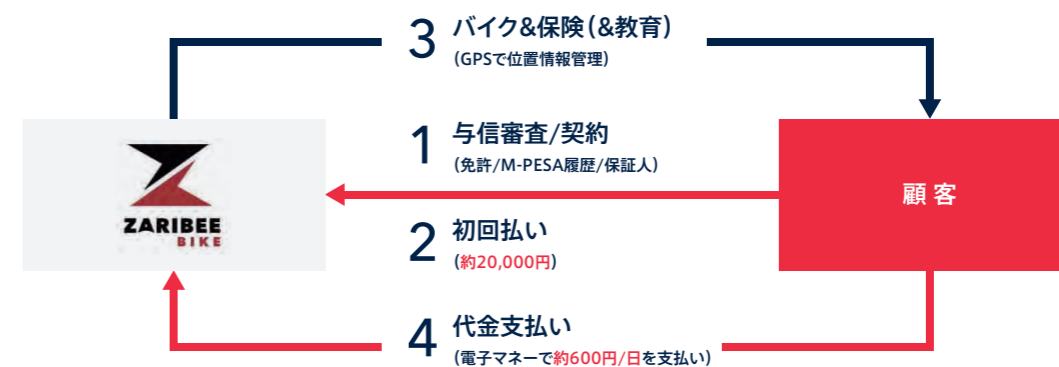 3 バイク&保険(&教育)
(GPSで位置情報管理)
1 与信審査/契約
(免許/M-PESA履歴/保証人)
ZARIBEE
BIKE
顧客
2 初回払い
(約20,000円)
4 代金支払い
(電子マネーで約600円/日を支払い)